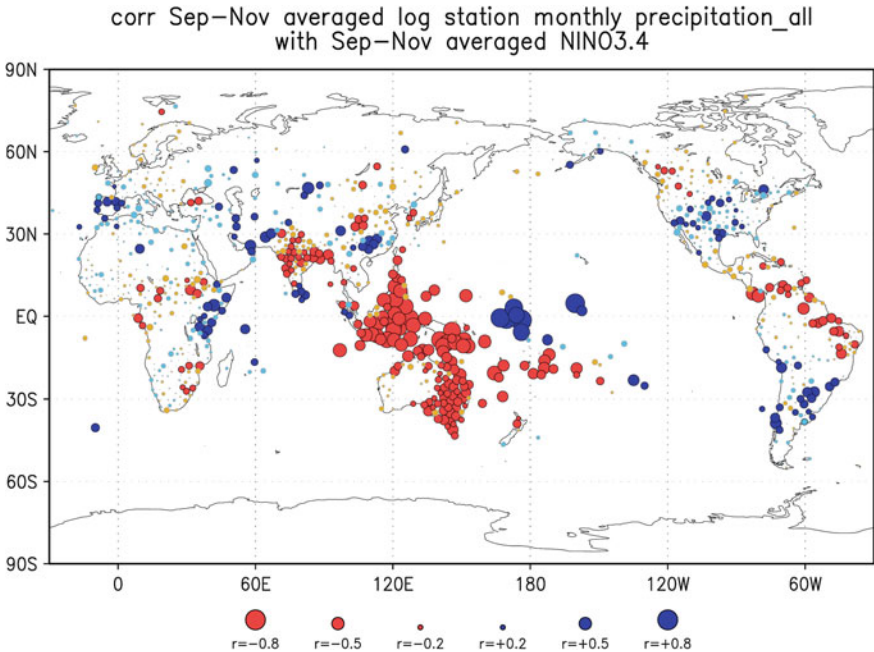 corr Sep-Nov averaged log station monthly precipitation_all
with Sep-Nov averaged NINO3.4
90N
60N
30N
EQ
30S
60S
90S
0 60E 120E 180 120W 60W
r=-0.8 r=-0.5 r=-0.2 r=+0.2 r=+0.5 r=+0.8